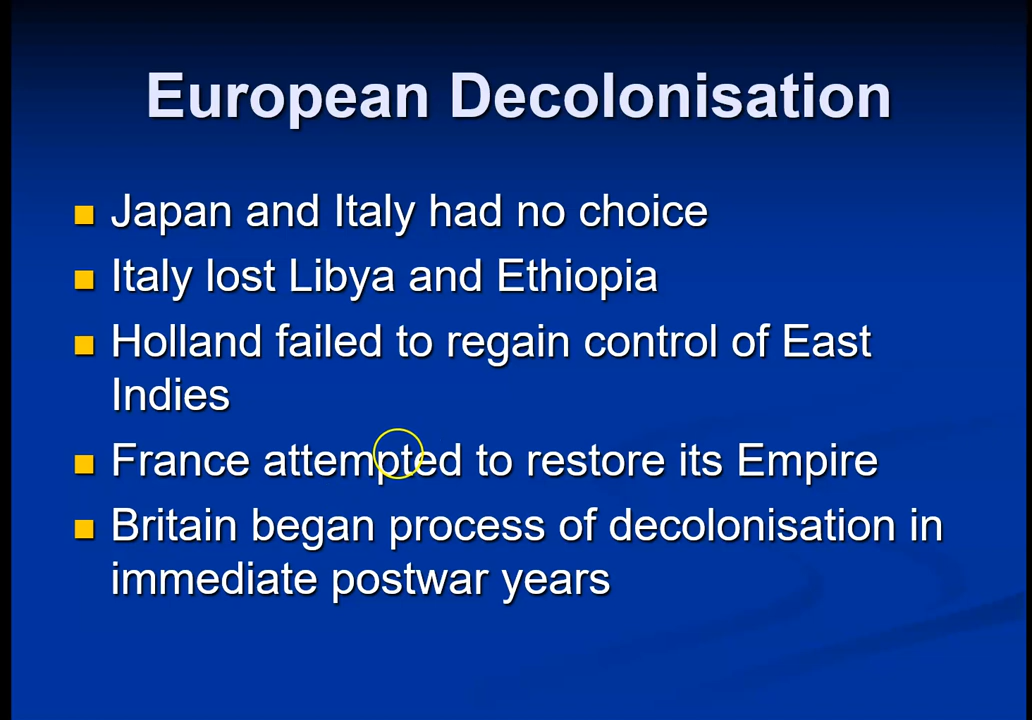 European Decolonisation
Japan and Italy had no choice
Italy lost Libya and Ethiopia
Holland failed to regain control of East
Indies
France attempted to restore its Empire
Britain began process of decolonisation in
immediate postwar years